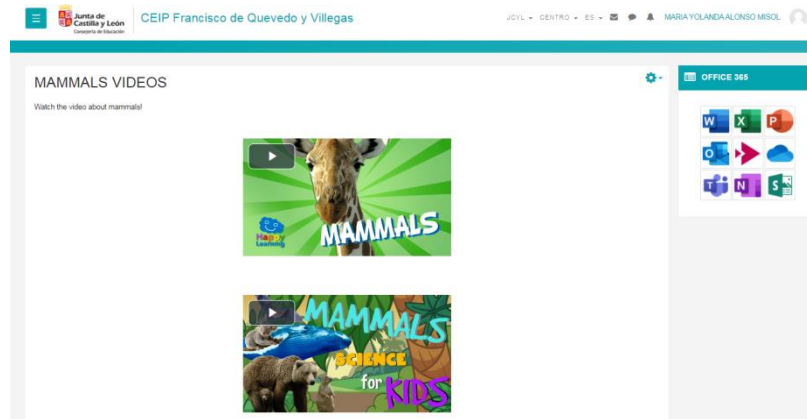 Junta de
Castilla y León
Consejería de Educación
CEIP Francisco de Quevedo y Villegas
JCYL CENTRO ES
MARIA YOLANDA ALONSO MISOL
MAMMALS VIDEOS
Watch the video about mammals!
OFFICE 365
W X P
O
T N S
Happy
Learning
MAMMALS
MAMMALS
SCIENCE
for KIDS